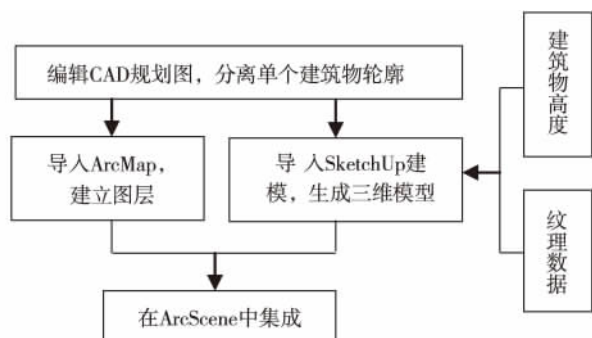 编辑CAD规划图，分离单个建筑物轮廓
建筑物高度
导入ArcMap，
建立图层
导 入SketchUp建
模，生成三维模型
纹理数据
在ArcScene中集成